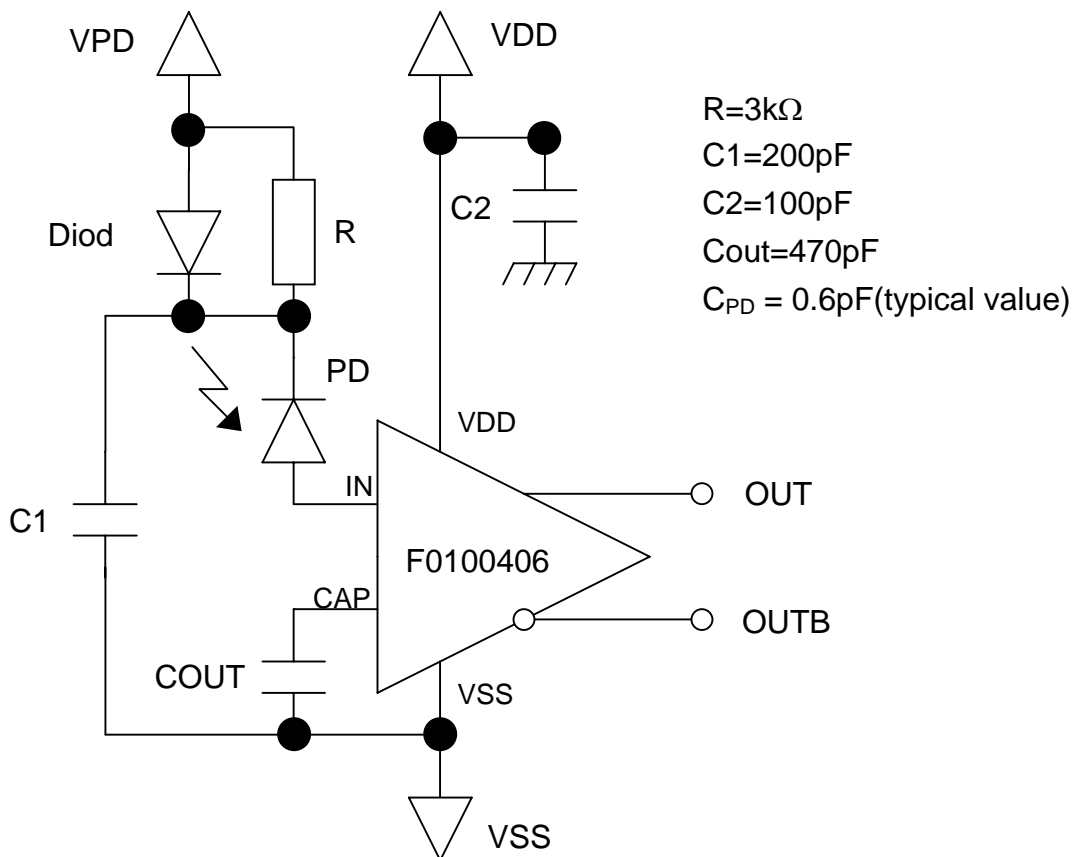 VPD
VDD
R=3kΩ
C1=200pF
C2=100pF
Cout=470pF
CPD = 0.6pF(typical value)
C2
Diod
R
PD
VDD
IN
OUT
C1
F0100406
CAP
OUTB
COUT
VSS
VSS